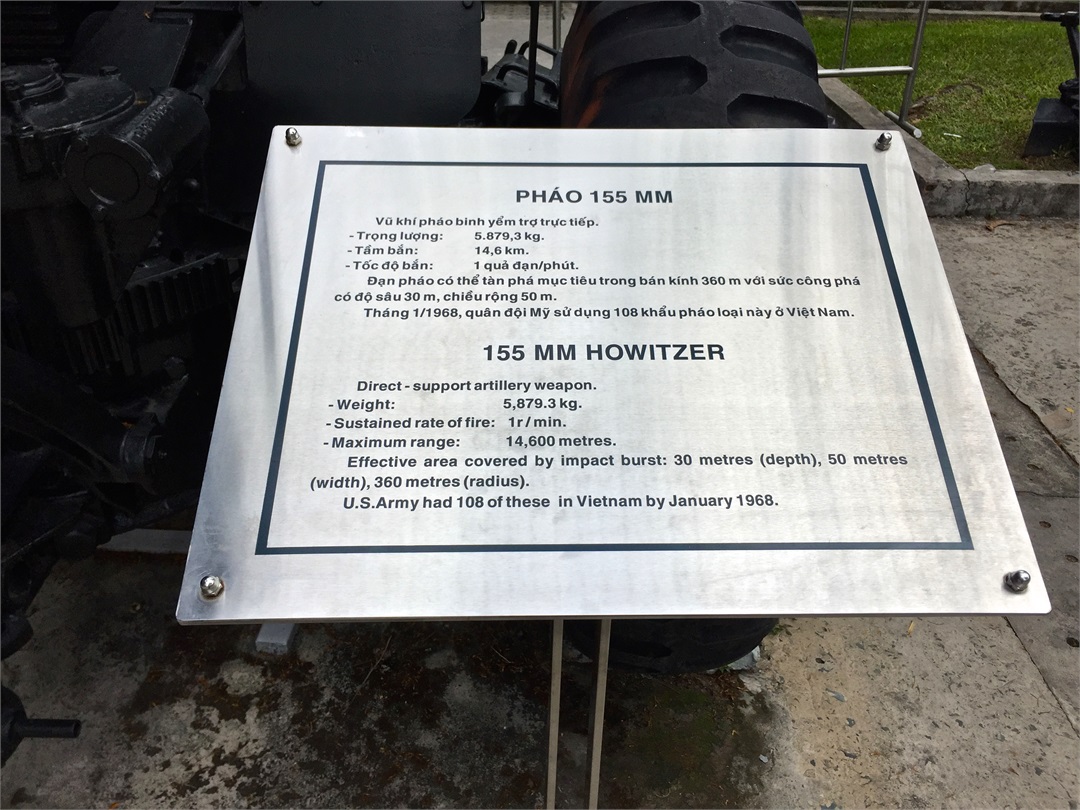 PHÁO 155 MM
Vũ khí pháo binh yểm trợ trực tiếp.
- Trọng lượng: 5.879,3 kg.
- Tầm bắn: 14,6 km.
- Tốc độ bắn: 1 quả đạn/phút.
Đạn pháo có thể tàn phá mục tiêu trong bán kính 360 m với sức công phá
có độ sâu 30 m, chiều rộng 50 m.
Tháng 1/1968, quân đội Mỹ sử dụng 108 khẩu pháo loại này ở Việt Nam.
155 MM HOWITZER
Direct - support artillery weapon.
- Weight: 5,879.3 kg.
- Sustained rate of fire: 1r / min.
- Maximum range: 14,600 metres.
Effective area covered by impact burst: 30 metres (depth), 50 metres
(width), 360 metres (radius).
U.S.Army had 108 of these in Vietnam by January 1968.